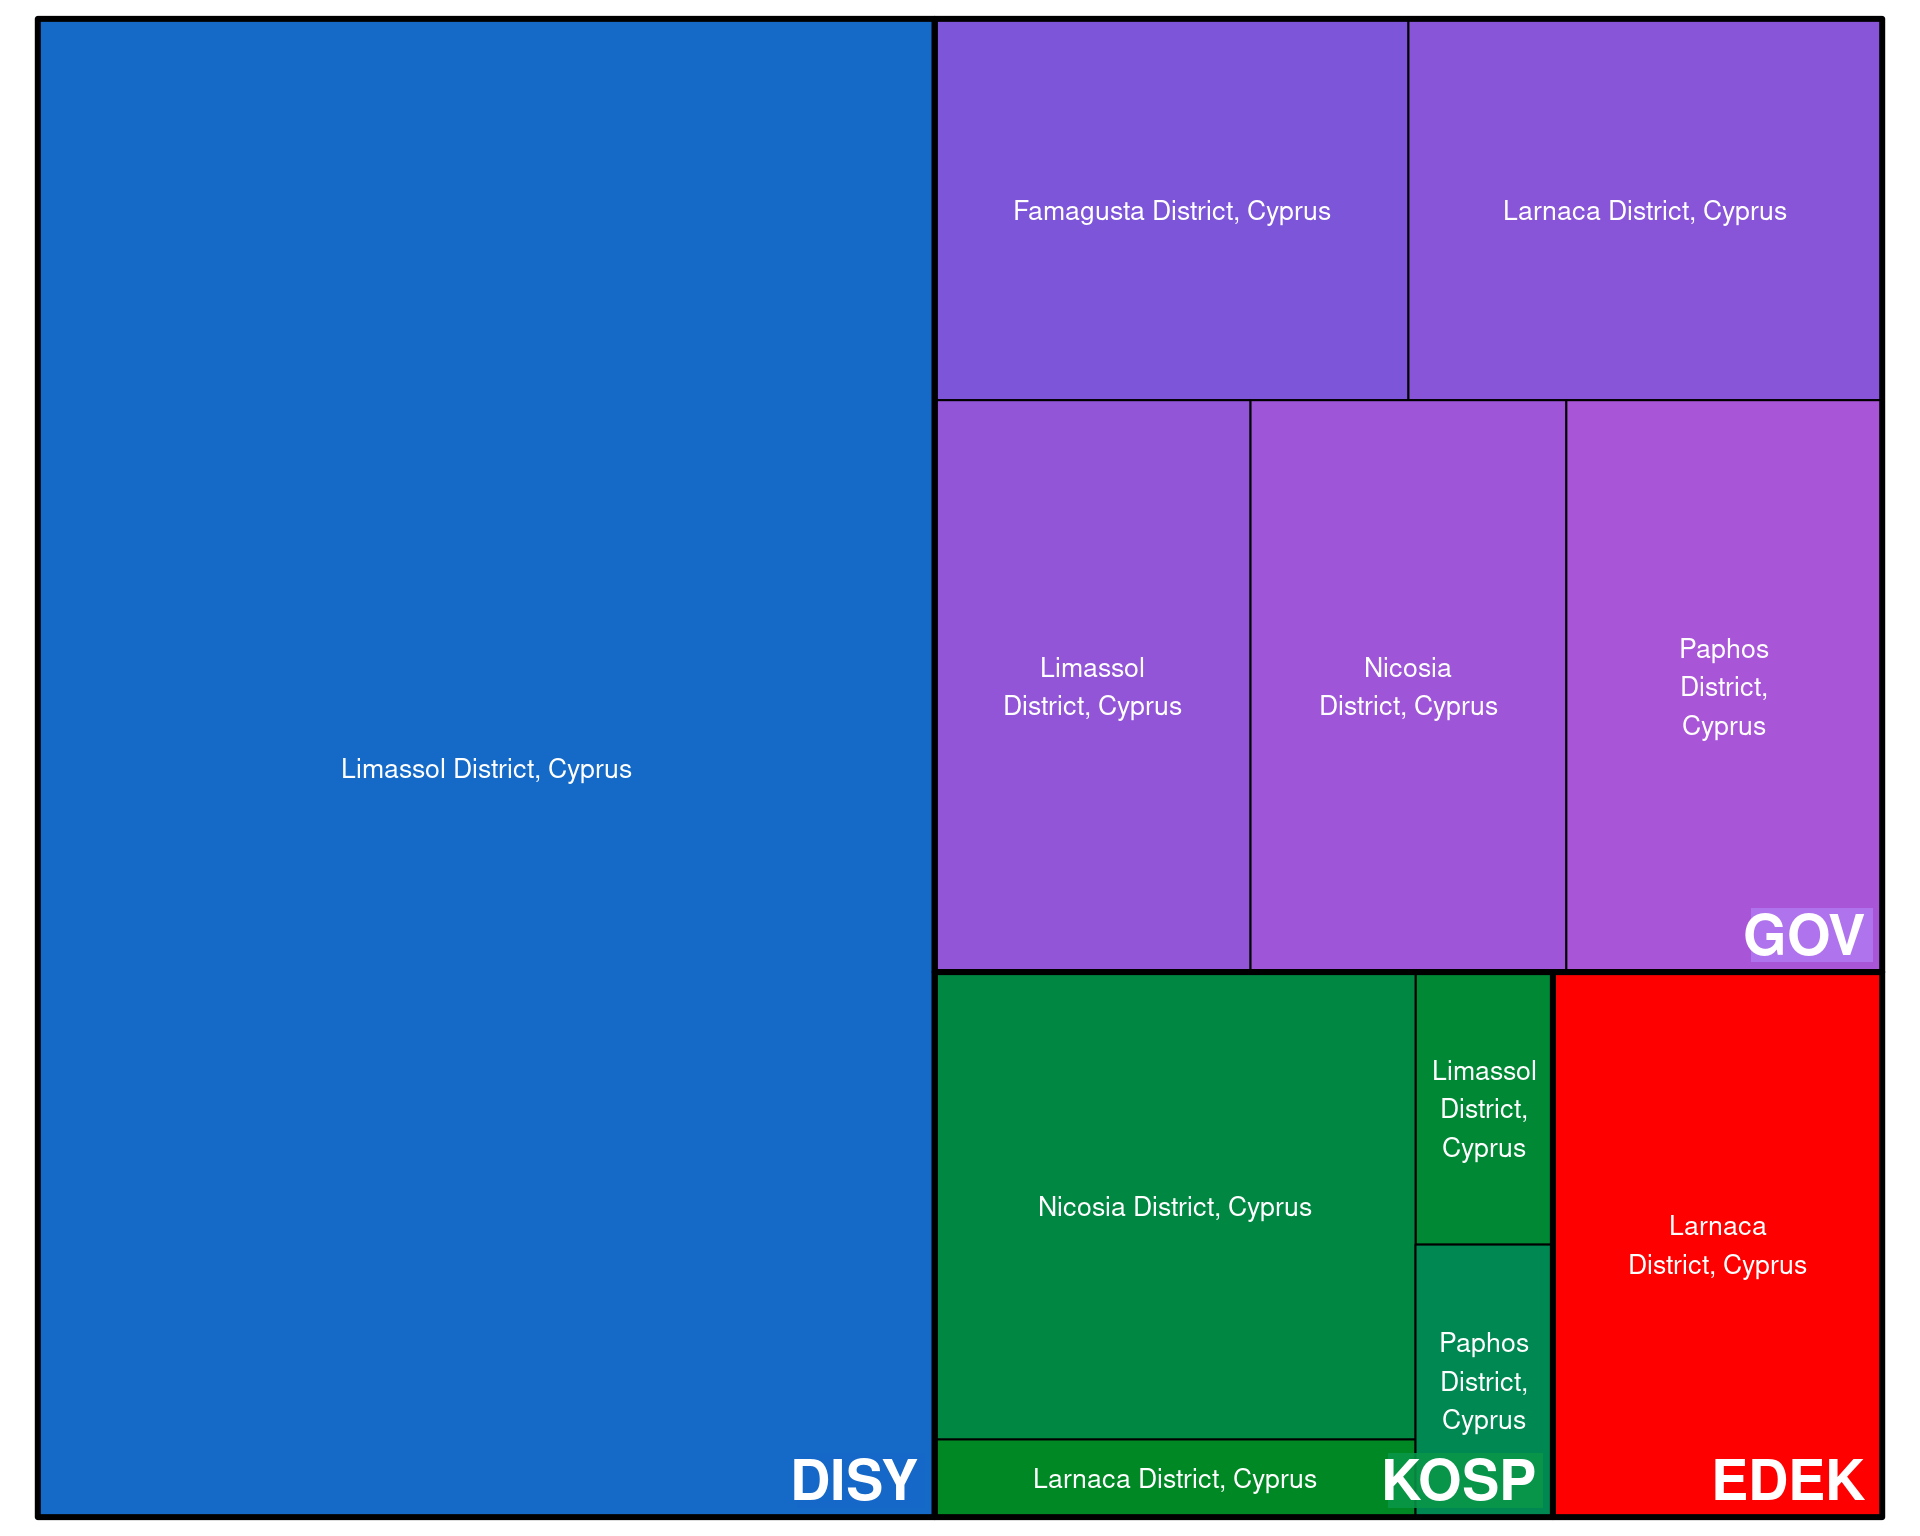 Limassol District, Cyprus
DISY
Famagusta District, Cyprus
Larnaca District, Cyprus
Limassol
District, Cyprus
Nicosia
District, Cyprus
Paphos
District,
Cyprus
GOV
Nicosia District, Cyprus
Limassol
District,
Cyprus
Paphos
District,
Cyprus
Larnaca District, Cyprus
KOSP
Larnaca
District, Cyprus
EDEK